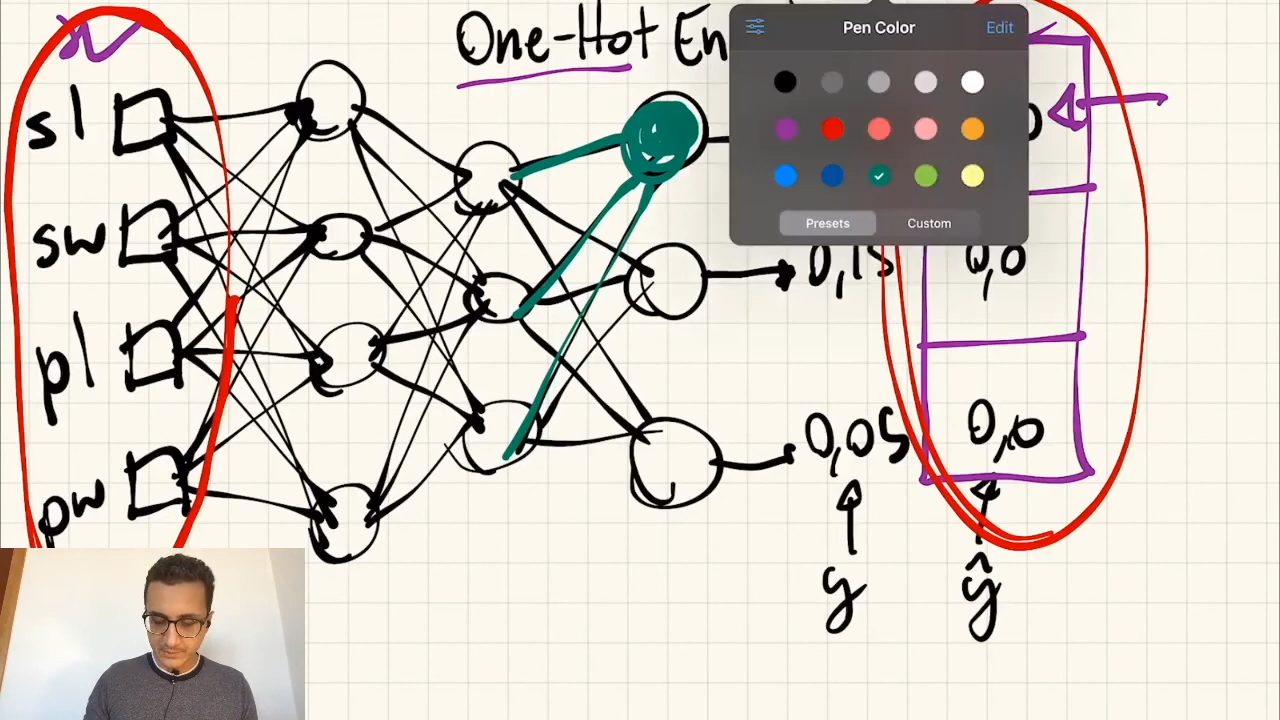 One-Hot En
Pen Color
Edit
Presets
Custom
sl
sw
pl
pw
0,15
0,0
0,05
0,0
y
ŷ